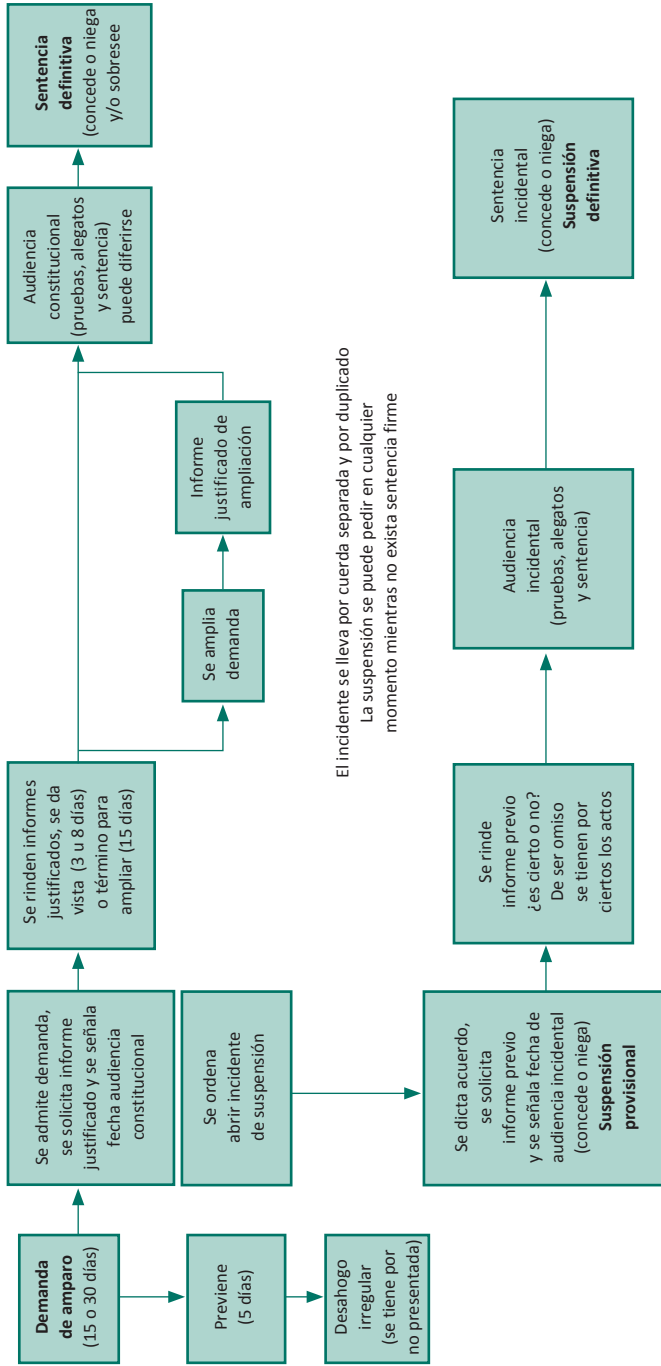 Demanda
de amparo
(15 o 30 días)
Previene
(5 días)
Desahogo
irregular
(se tiene por
no presentada)
Se admite demanda,
se solicita informe
justificado y se señala
fecha audiencia
constitucional
Se rinden informes
justificados, se da
vista (3 u 8 días)
o término para
ampliar (15 días)
Se amplia
demanda
Informe
justificado de
ampliación
Audiencia
constitucional
(pruebas, alegatos
y sentencia)
puede diferirse
Sentencia
definitiva
(concede o niega
y/o sobresee
Se ordena
abrir incidente
de suspensión
El incidente se lleva por cuerda separada y por duplicado
La suspensión se puede pedir en cualquier
momento mientras no exista sentencia firme
Se dicta acuerdo,
se solicita
informe previo
y se señala fecha de
audiencia incidental
(concede o niega)
Suspensión
provisional
Se rinde
informe previo
¿es cierto o no?
De ser omiso
se tienen por
ciertos los actos
Audiencia
incidental
(pruebas, alegatos
y sentencia)
Sentencia
incidental
(concede o niega)
Suspensión
definitiva